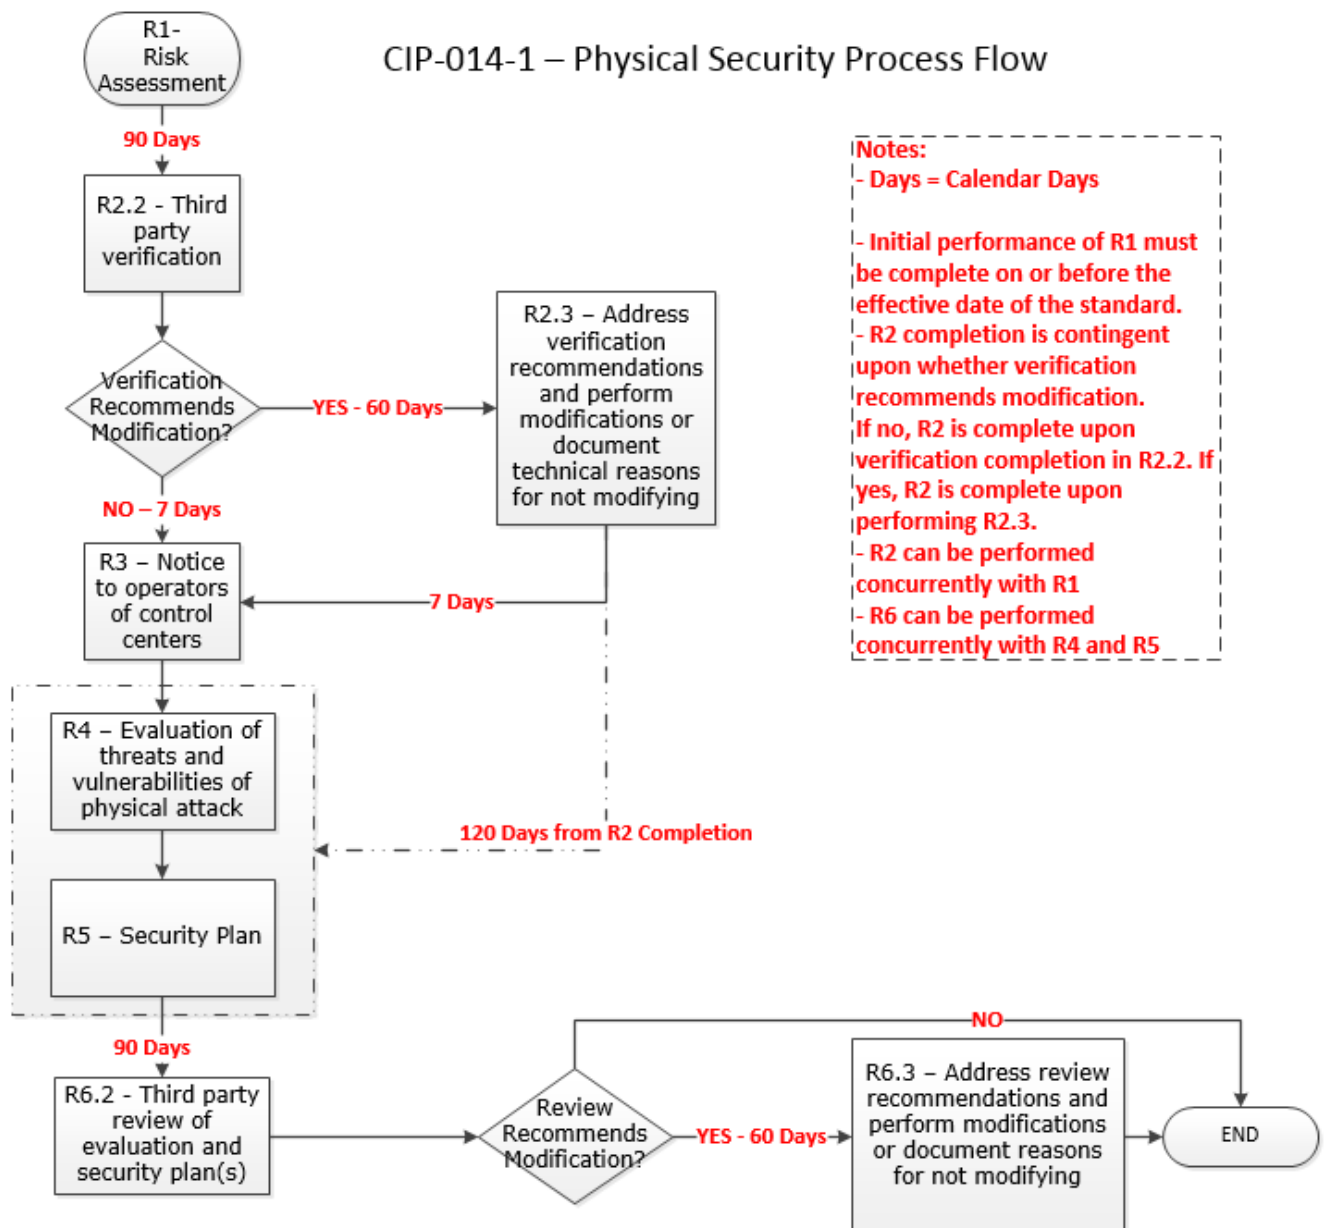 R1-
Risk
Assessment
CIP-014-1 – Physical Security Process Flow
90 Days
Notes:
- Days = Calendar Days
- Initial performance of R1 must
be complete on or before the
effective date of the standard.
- R2 completion is contingent
upon whether verification
recommends modification.
If no, R2 is complete upon
verification completion in R2.2. If
yes, R2 is complete upon
performing R2.3.
- R2 can be performed
concurrently with R1
- R6 can be performed
concurrently with R4 and R5
R2.2 - Third
party
verification
Verification
Recommends
Modification?
YES - 60 Days
R2.3 – Address
verification
recommendations
and perform
modifications or
document
technical reasons
for not modifying
NO – 7 Days
R3 – Notice
to operators
of control
centers
7 Days
R4 – Evaluation of
threats and
vulnerabilities of
physical attack
120 Days from R2 Completion
R5 – Security Plan
90 Days
R6.2 - Third party
review of
evaluation and
security plan(s)
Review
Recommends
Modification?
NO
YES - 60 Days
R6.3 – Address review
recommendations and
perform modifications
or document reasons
for not modifying
END